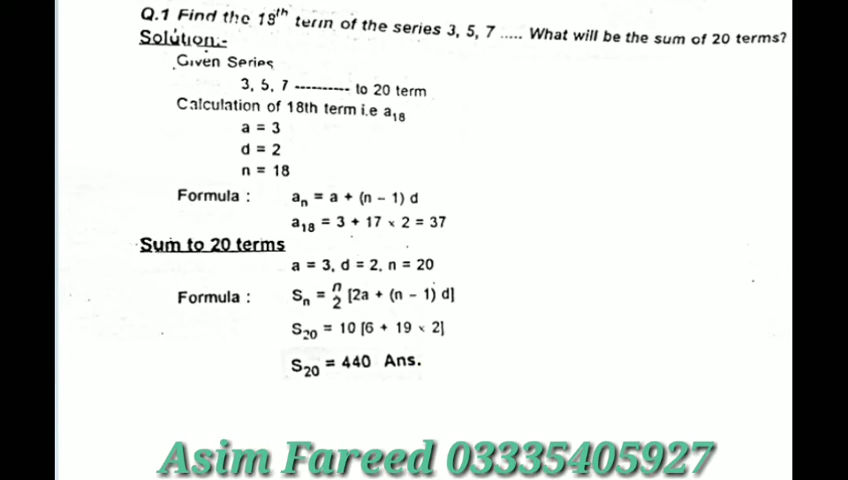 Q.1 Find the 18th term of the series 3, 5, 7 ..... What will be the sum of 20 terms?
Solution:-
Given Series
3, 5, 7 ---------- to 20 term
Calculation of 18th term i.e a₁₈
a = 3
d = 2
n = 18
Formula : aₙ = a + (n – 1) d
a₁₈ = 3 + 17 × 2 = 37
Sum to 20 terms
a = 3, d = 2, n = 20
Formula : Sₙ = n/2 [2a + (n – 1) d]
S₂₀ = 10 [6 + 19 × 2]
S₂₀ = 440 Ans.
Asim Fareed 03335405927